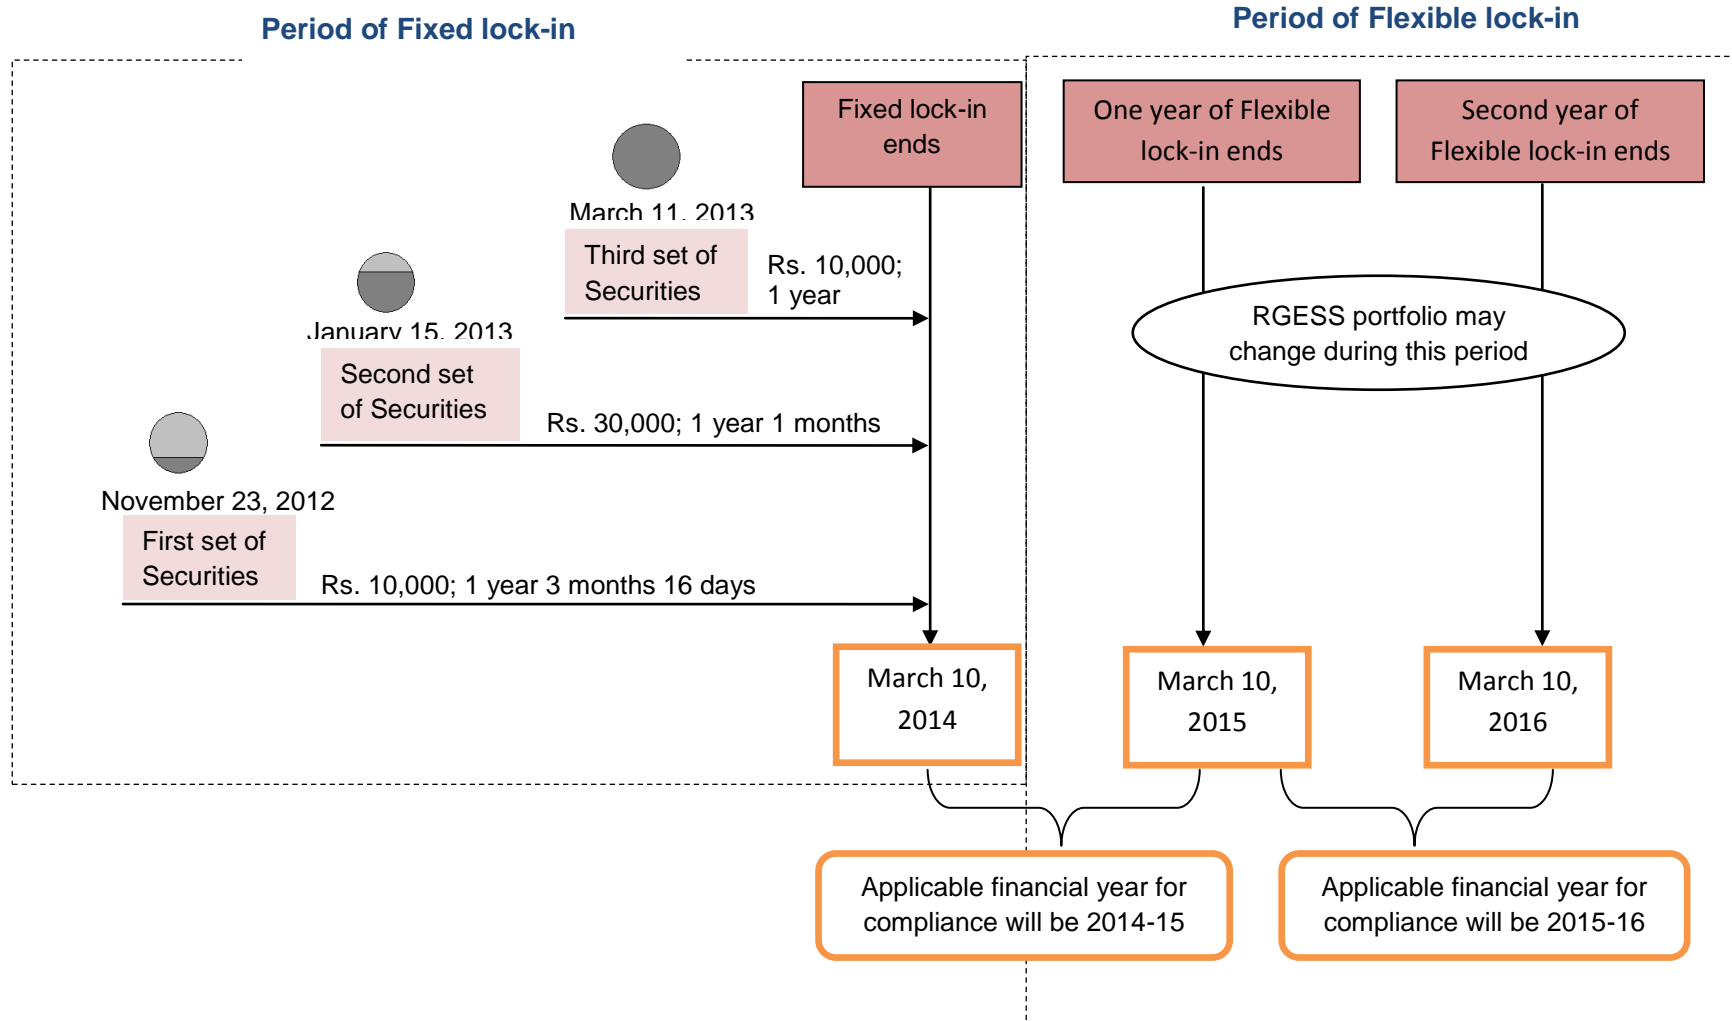 Period of Fixed lock-in
Period of Flexible lock-in
Fixed lock-in
ends
One year of Flexible
lock-in ends
Second year of
Flexible lock-in ends
March 11, 2013
Third set of
Securities
Rs. 10,000;
1 year
RGESS portfolio may
change during this period
January 15, 2013
Second set
of Securities
Rs. 30,000; 1 year 1 months
November 23, 2012
First set of
Securities
Rs. 10,000; 1 year 3 months 16 days
March 10,
2014
March 10,
2015
March 10,
2016
Applicable financial year for
compliance will be 2014-15
Applicable financial year for
compliance will be 2015-16